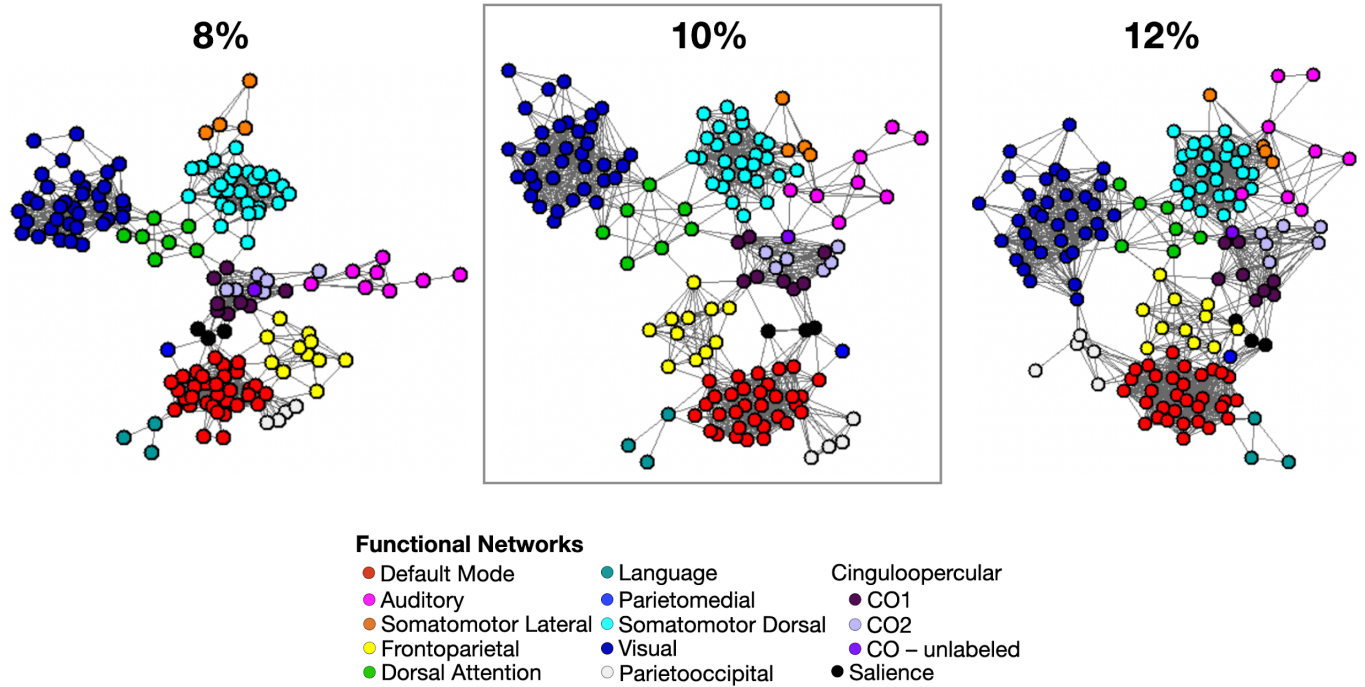 8%
10%
12%
Functional Networks
Default Mode
Auditory
Somatomotor Lateral
Frontoparietal
Dorsal Attention
Language
Parietomedial
Somatomotor Dorsal
Visual
Parietooccipital
Cinguloopercular
CO1
CO2
CO – unlabeled
Salience